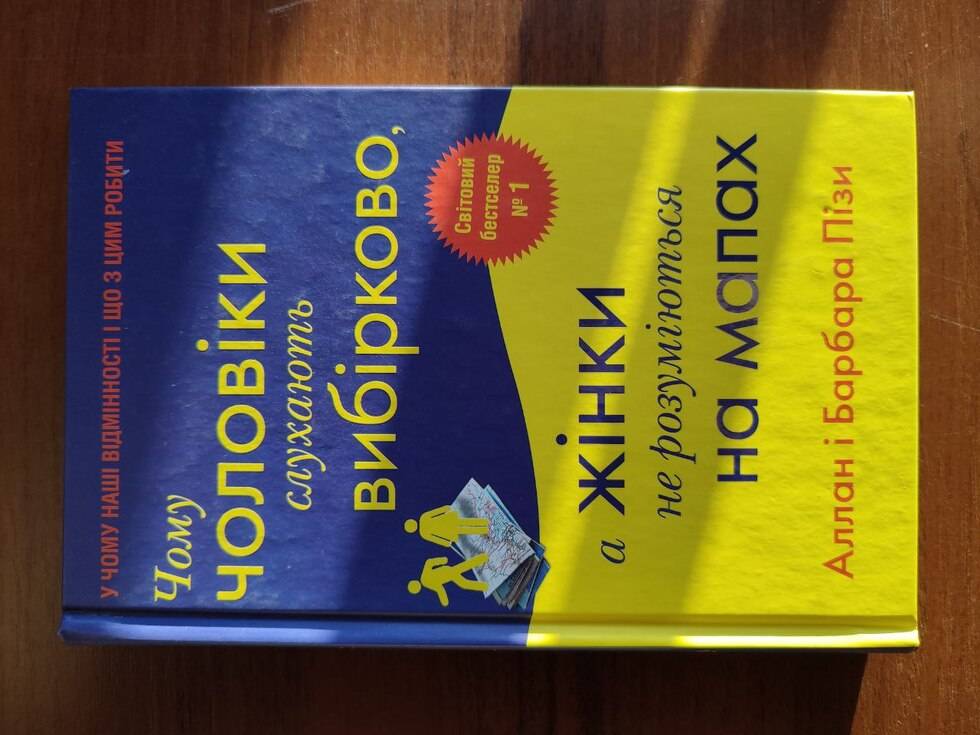 У ЧОМУ НАШІ ВІДМІННОСТІ І ЩО З ЦИМ РОБИТИ
Чому
ЧОЛОВІКИ
слухають
вибірково,
Світовий
бестселер
№ 1
а ЖІНКИ
не розуміються
на мапах
Аллан і Барбара Пізи